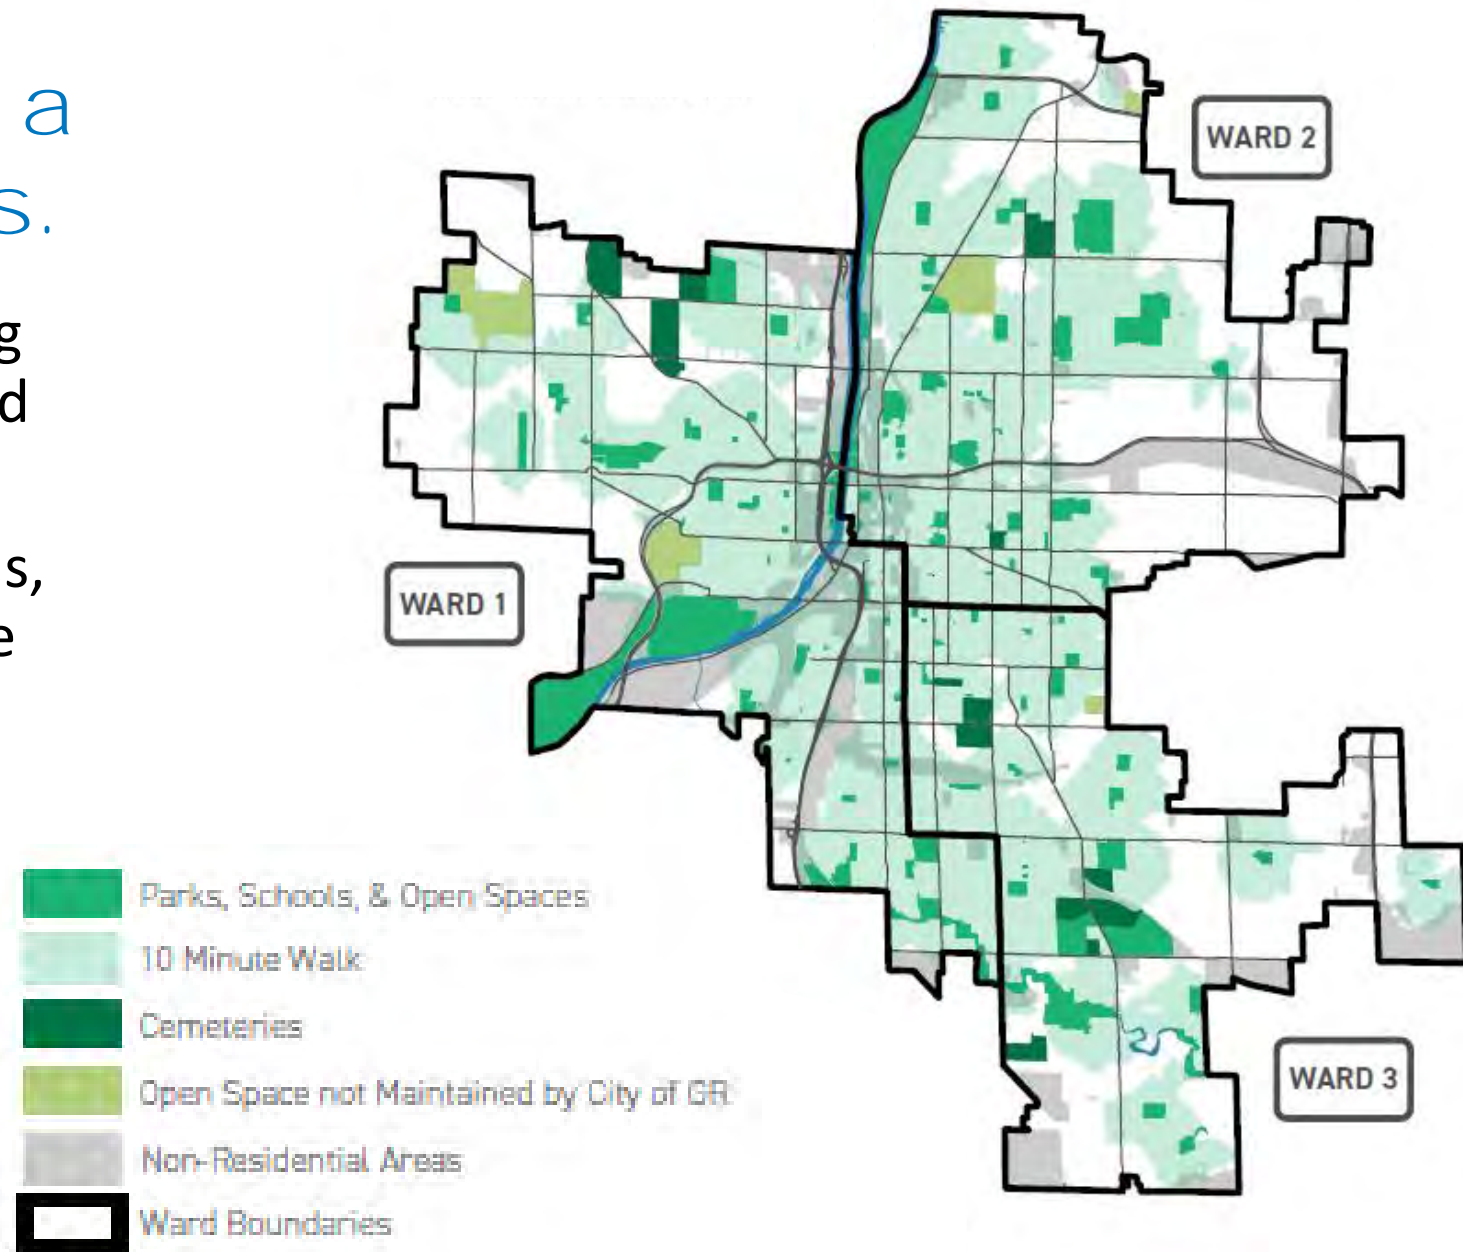 a
s.
g
d
s,
e
WARD 2
WARD 1
WARD 3
Parks, Schools, & Open Spaces
10 Minute Walk
Cemeteries
Open Space not Maintained by City of GR
Non-Residential Areas
Ward Boundaries